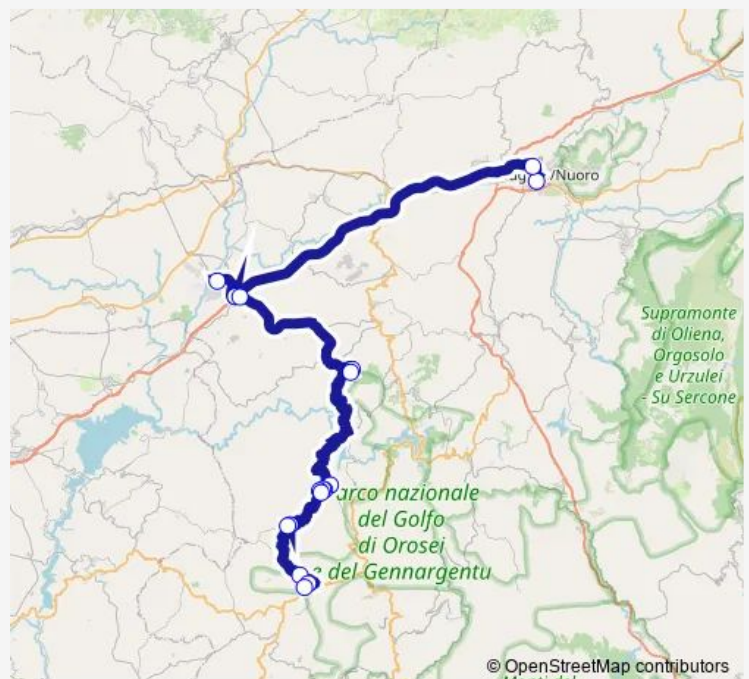 /Nuoro
Supramonte
di Oliena,
Orgosolo
e Urzulei
- Su Sercone
arco nazionale
del Golfo
di Orosei
e del Gennargentu
© OpenStreetMap contributors